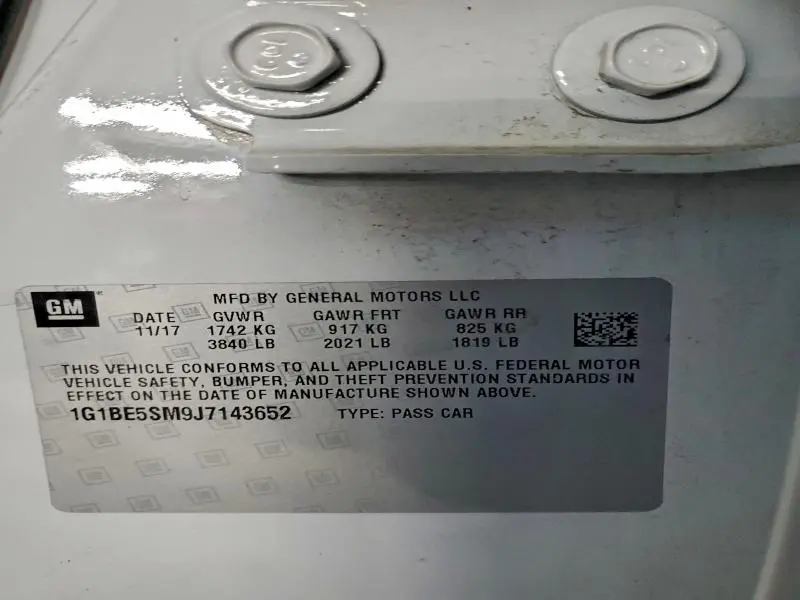 GM
MFD BY GENERAL MOTORS LLC
DATE GVWR GAWR FRT GAWR RR
11/17 1742 KG 917 KG 825 KG
3840 LB 2021 LB 1819 LB
THIS VEHICLE CONFORMS TO ALL APPLICABLE U.S. FEDERAL MOTOR
VEHICLE SAFETY, BUMPER, AND THEFT PREVENTION STANDARDS IN
EFFECT ON THE DATE OF MANUFACTURE SHOWN ABOVE.
1G1BE5SM9J7143652 TYPE: PASS CAR